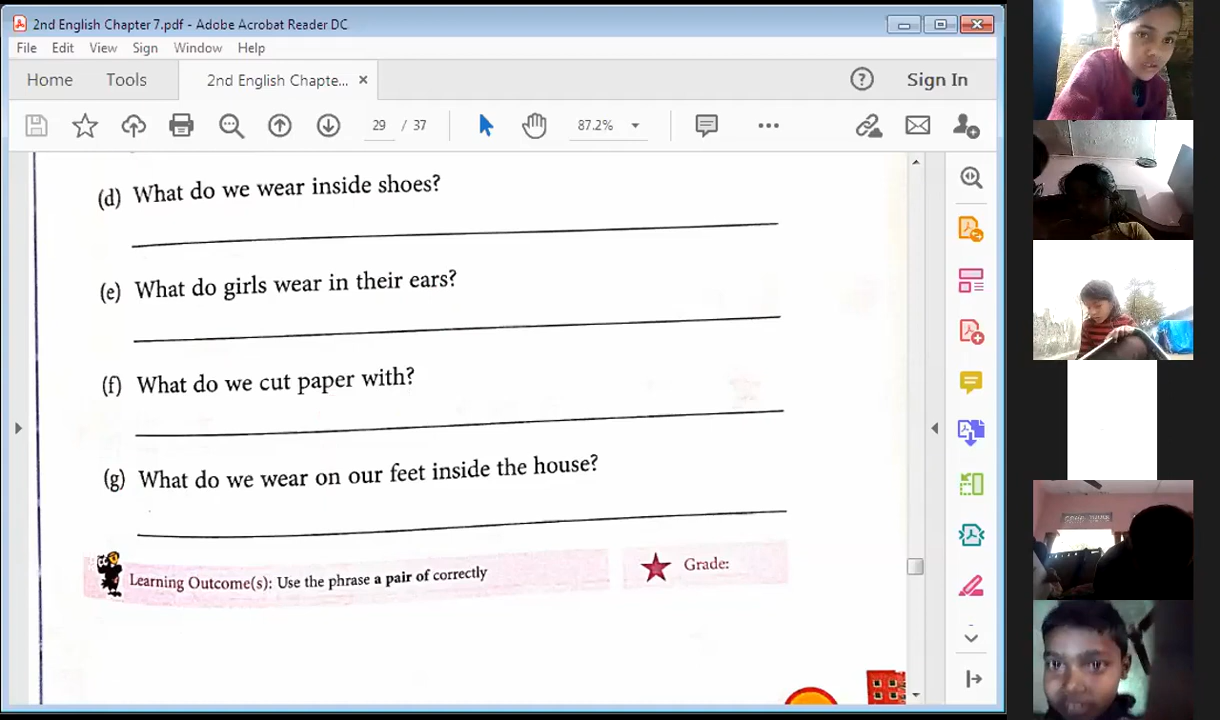 2nd English Chapter 7.pdf - Adobe Acrobat Reader DC
File Edit View Sign Window Help
Home Tools 2nd English Chapte... × Sign In
29 / 37 87.2%
(d) What do we wear inside shoes?
(e) What do girls wear in their ears?
(f) What do we cut paper with?
(g) What do we wear on our feet inside the house?
Learning Outcome(s): Use the phrase a pair of correctly
Grade: